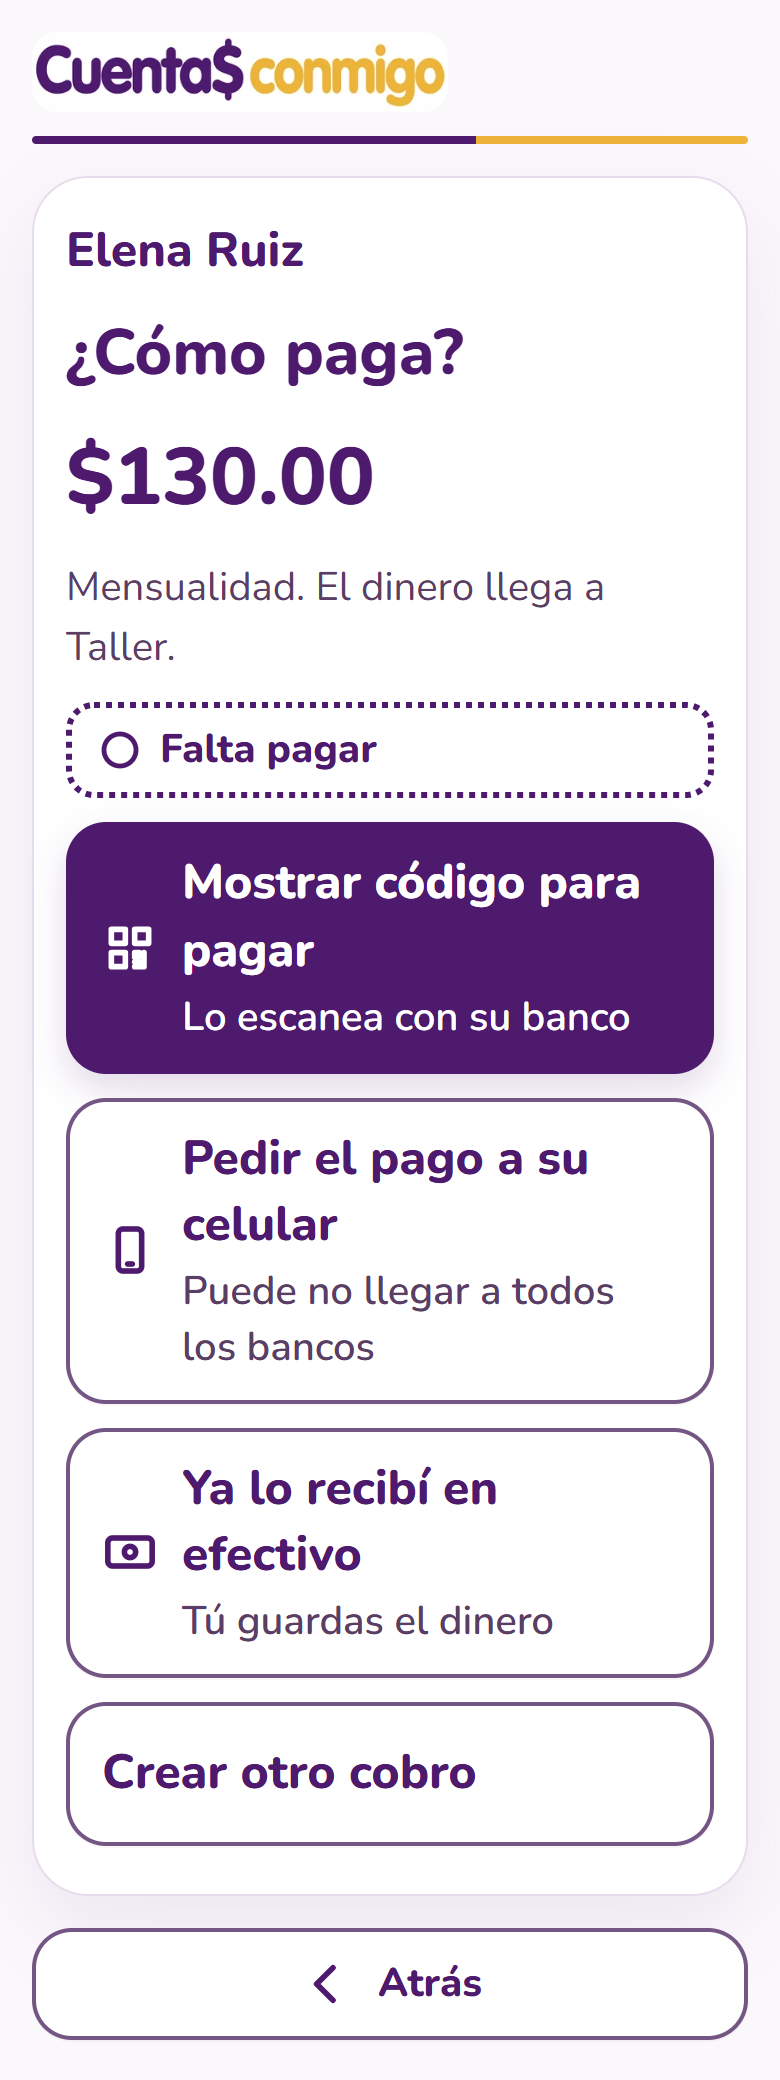 Cuenta$ conmigo
Elena Ruiz
¿Cómo paga?
$130.00
Mensualidad. El dinero llega a
Taller.
Falta pagar
Mostrar código para
pagar
Lo escanea con su banco
Pedir el pago a su
celular
Puede no llegar a todos
los bancos
Ya lo recibí en
efectivo
Tú guardas el dinero
Crear otro cobro
Atrás